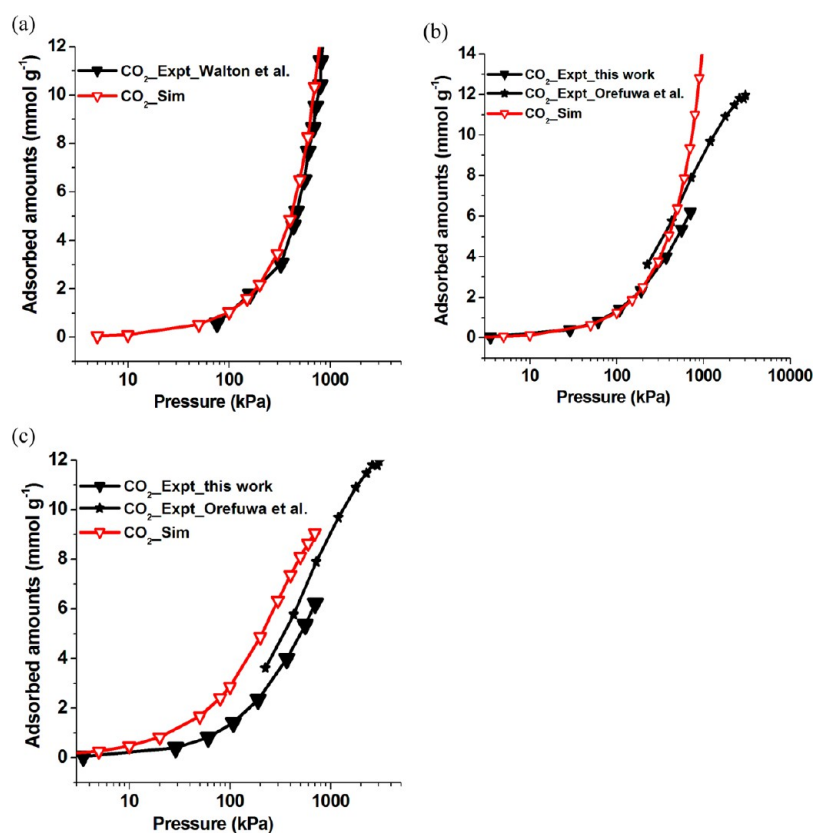 (a)
12
10
8
6
4
2
0
Adsorbed amounts (mmol g⁻¹)
CO₂_Expt_Walton et al.
CO₂_Sim
10
100
1000
Pressure (kPa)
(b)
14
12
10
8
6
4
2
0
Adsorbed amounts (mmol g⁻¹)
CO₂_Expt_this work
CO₂_Expt_Orefuwa et al.
CO₂_Sim
10
100
1000
10000
Pressure (kPa)
(c)
12
10
8
6
4
2
0
Adsorbed amounts (mmol g⁻¹)
CO₂_Expt_this work
CO₂_Expt_Orefuwa et al.
CO₂_Sim
10
100
1000
Pressure (kPa)